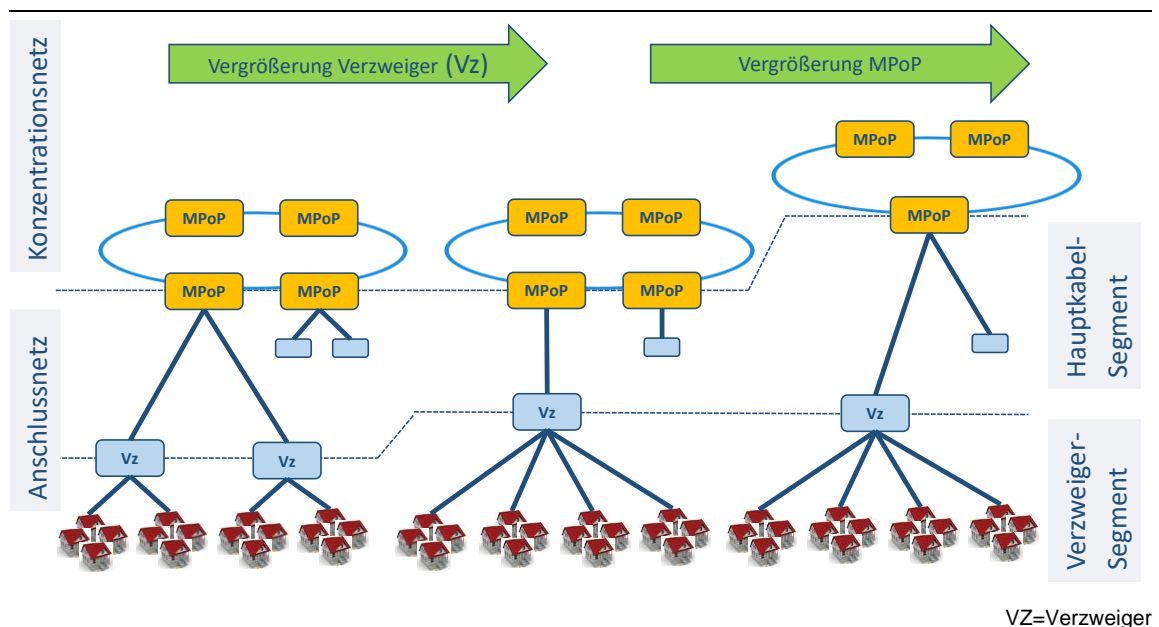 Konzentrationsnetz
Vergrößerung Verzweiger (Vz)
Vergrößerung MPoP
MPoP
MPoP
MPoP
MPoP
MPoP
MPoP
MPoP
MPoP
MPoP
MPoP
MPoP
Anschlussnetz
Hauptkabel-
Segment
Vz
Vz
Vz
Vz
Verzweiger-
Segment
VZ=Verzweiger